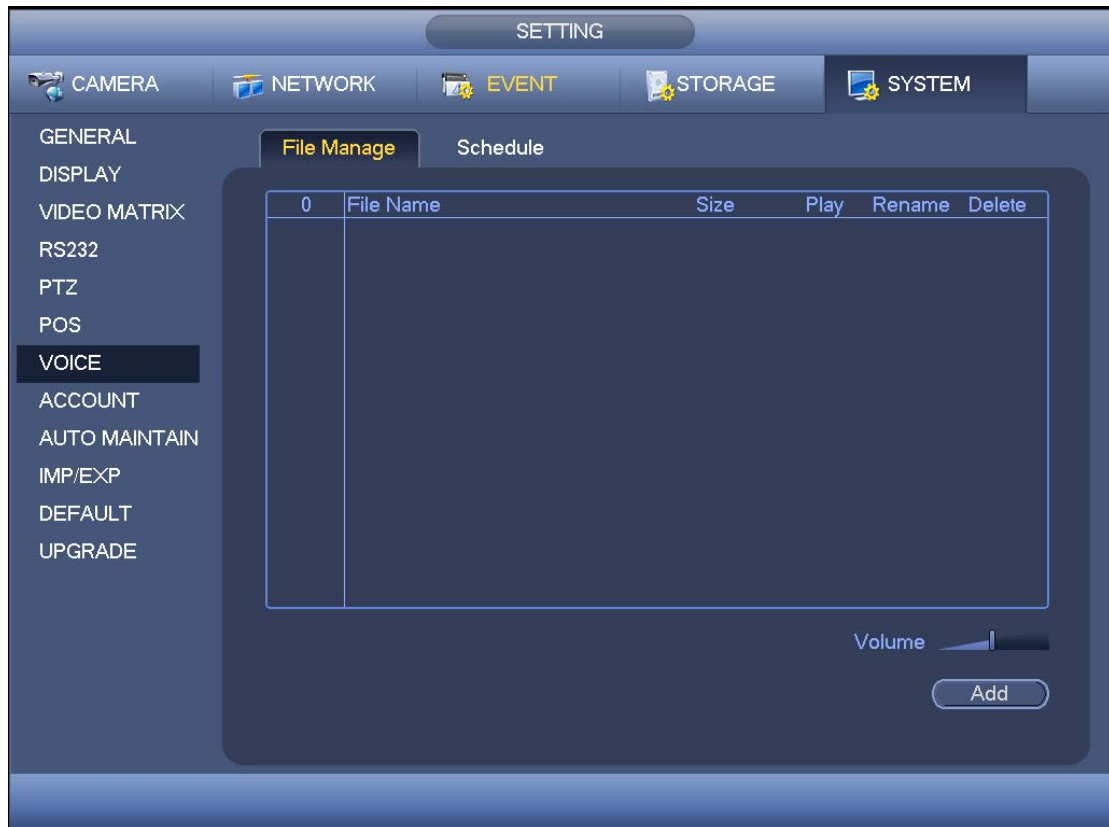 SETTING
CAMERA NETWORK EVENT STORAGE SYSTEM
GENERAL
DISPLAY
VIDEO MATRIX
RS232
PTZ
POS
VOICE
ACCOUNT
AUTO MAINTAIN
IMP/EXP
DEFAULT
UPGRADE
File Manage Schedule
0 File Name Size Play Rename Delete
Volume
Add